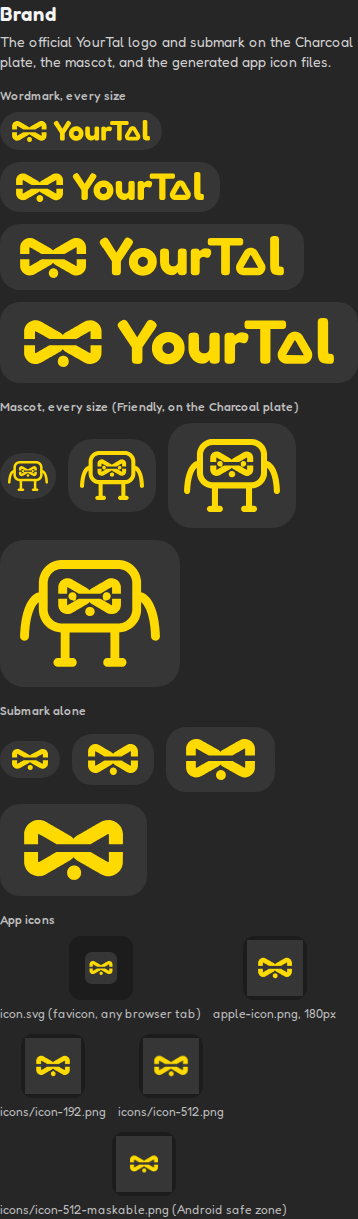 Brand
The official YourTal logo and submark on the Charcoal
plate, the mascot, and the generated app icon files.
Wordmark, every size
YourTal
YourTal
YourTal
YourTal
Mascot, every size (Friendly, on the Charcoal plate)
Submark alone
App icons
icon.svg (favicon, any browser tab)
apple-icon.png, 180px
icons/icon-192.png
icons/icon-512.png
icons/icon-512-maskable.png (Android safe zone)